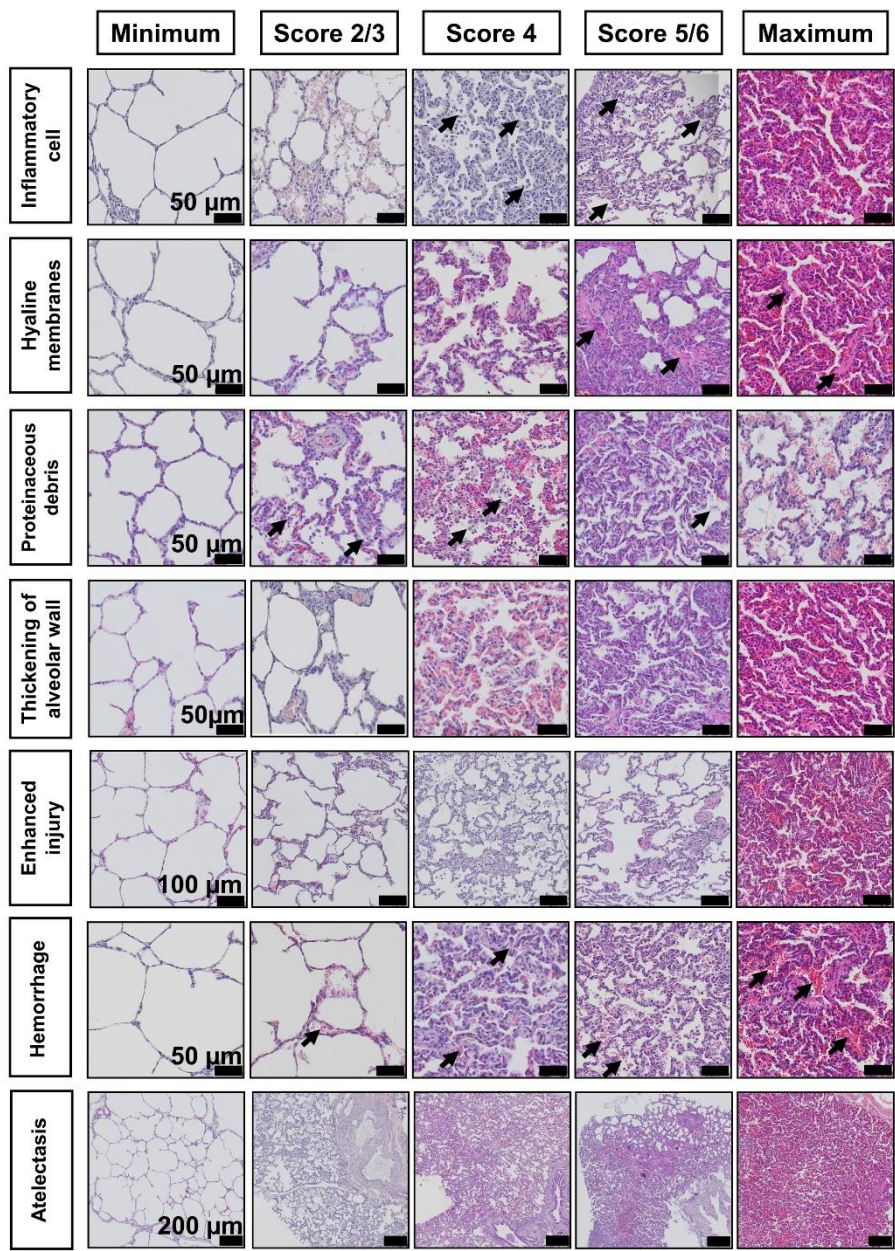 Minimum
Score 2/3
Score 4
Score 5/6
Maximum
Inflammatory
cell
50 µm
Hyaline
membranes
50 µm
Proteinaceous
debris
50 µm
Thickening of
alveolar wall
50µm
Enhanced
injury
100 µm
Hemorrhage
50 µm
Atelectasis
200 µm